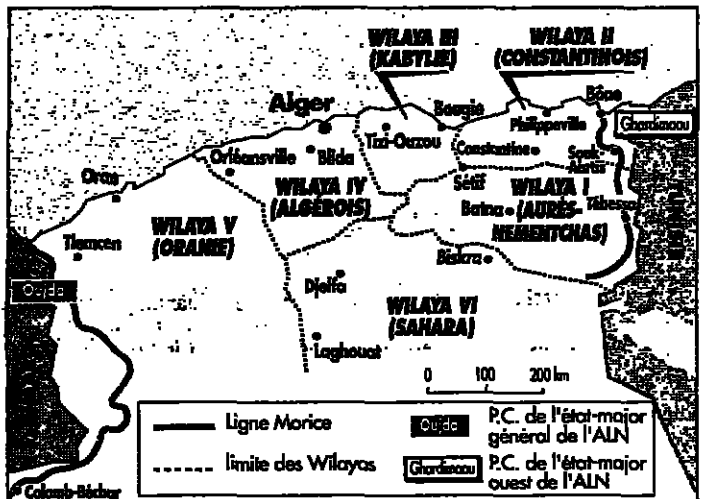 WILAYA III
(KABYLIE)
WILAYA II
(CONSTANTINOIS)
Alger
Bougie
Bône
Ghardimaou
Tizi-Ouzou
Philippeville
Constantine
Souk-
Ahras
Orléansville
Blida
Sétif
Oran
WILAYA IV
(ALGÉROIS)
WILAYA I
(AURÈS-
NEMENTCHAS)
Batna
Tébessa
WILAYA V
(ORANIE)
Tlemcen
Biskra
Oujda
Djelfa
WILAYA VI
(SAHARA)
Laghouat
0 100 200 km
Ligne Morice
Oujda
P.C. de l'état-major
général de l'ALN
limite des Wilayas
Ghardimaou
P.C. de l'état-major
ouest de l'ALN
Colomb-Béchar